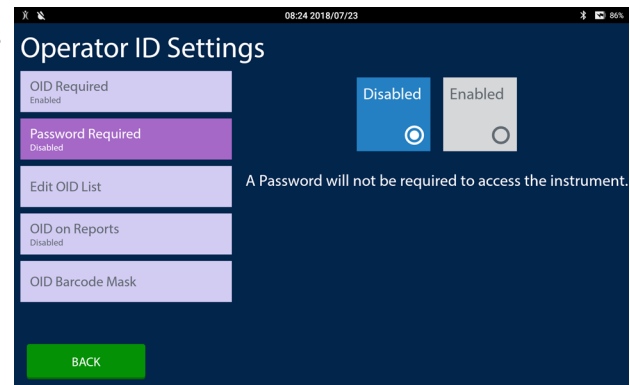 08:24 2018/07/23
86%
Operator ID Settings
OID Required
Enabled
Password Required
Disabled
Edit OID List
OID on Reports
Disabled
OID Barcode Mask
BACK
Disabled
Enabled
A Password will not be required to access the instrument.